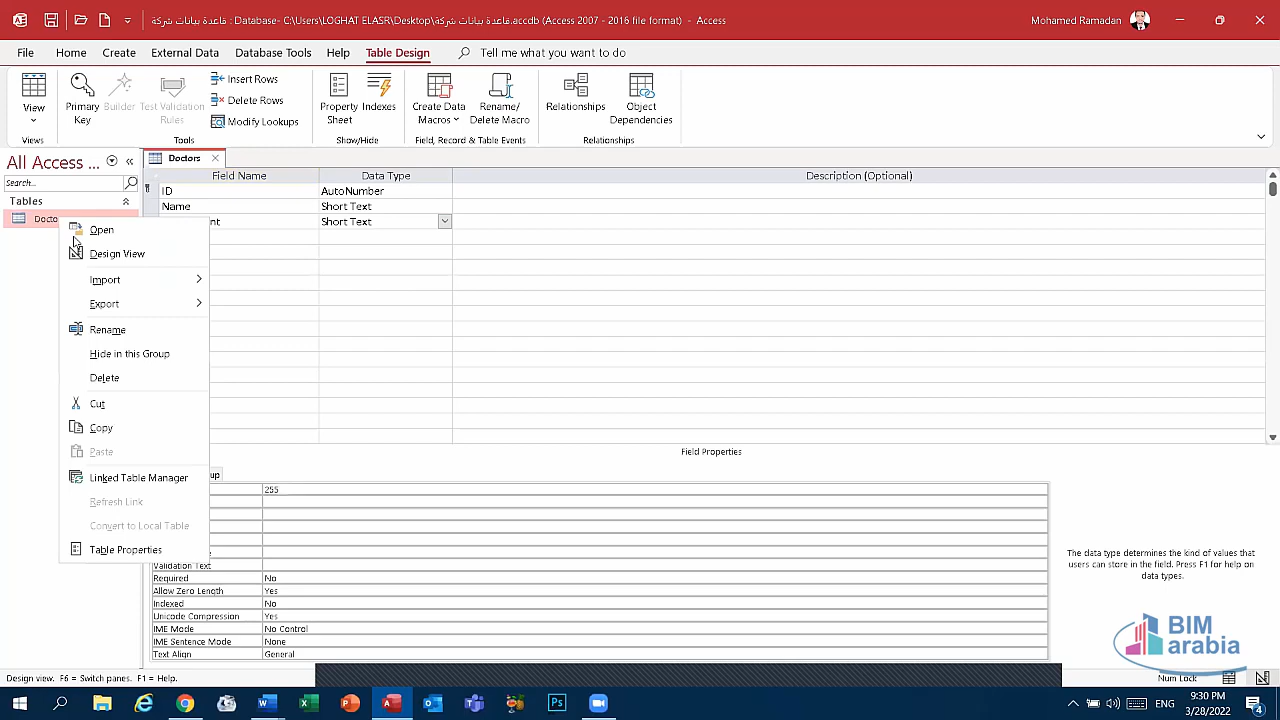 قاعدة بيانات شركة : Database- C:\Users\LOGHAT ELASR\Desktop\قاعدة بيانات شركة.accdb (Access 2007 - 2016 file format) - Access
Mohamed Ramadan
File Home Create External Data Database Tools Help Table Design Tell me what you want to do
View
Primary Key
Builder
Test Validation Rules
Insert Rows
Delete Rows
Modify Lookups
Property Sheet
Indexes
Create Data Macros
Rename/ Delete Macro
Relationships
Object Dependencies
Views
Tools
Show/Hide
Field, Record & Table Events
Relationships
All Access ...
Search...
Tables
Docto
Doctors
Field Name Data Type Description (Optional)
ID AutoNumber
Name Short Text
nt Short Text
Open
Design View
Import
Export
Rename
Hide in this Group
Delete
Cut
Copy
Paste
Linked Table Manager
Refresh Link
Convert to Local Table
Table Properties
Field Properties
up
255
Validation Text
Required No
Allow Zero Length Yes
Indexed No
Unicode Compression Yes
IME Mode No Control
IME Sentence Mode None
Text Align General
The data type determines the kind of values that
users can store in the field. Press F1 for help on
data types.
BIM
arabia
Design view. F6 = Switch panes. F1 = Help.
Num Lock
ENG
9:30 PM
3/28/2022